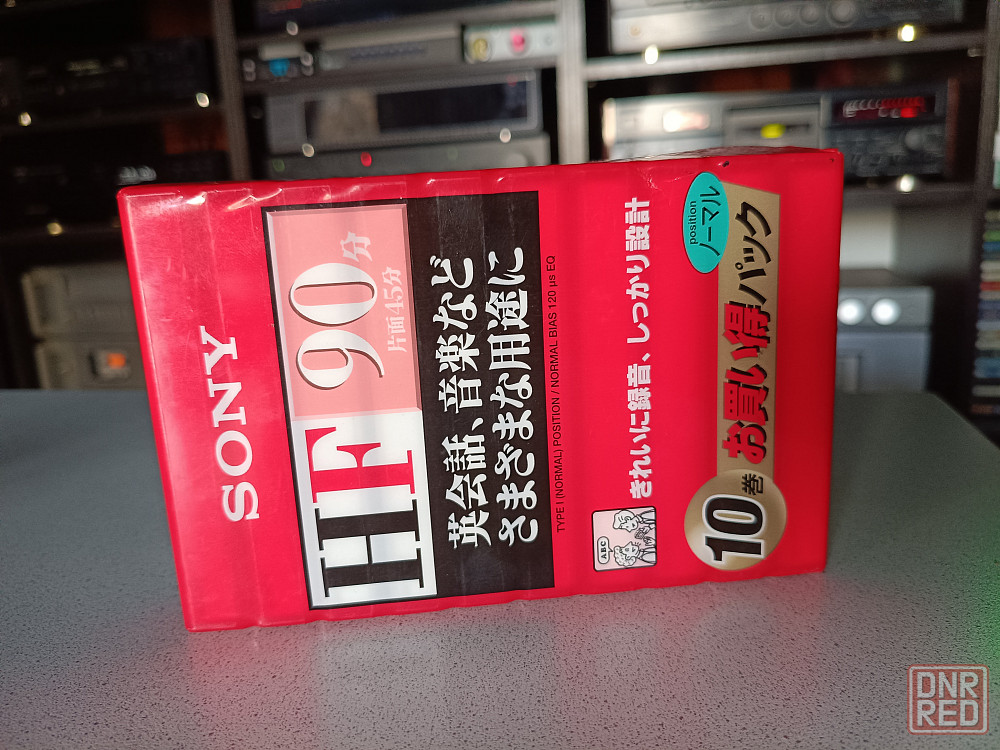 SONY
HF 90分
片面45分
英会話、音楽など
さまざまな用途に
TYPE I (NORMAL) POSITION / NORMAL BIAS 120 µs EQ
ABC
きれいに録音、しっかり設計
position
ノーマル
10巻 お買い得パック
DNR
RED